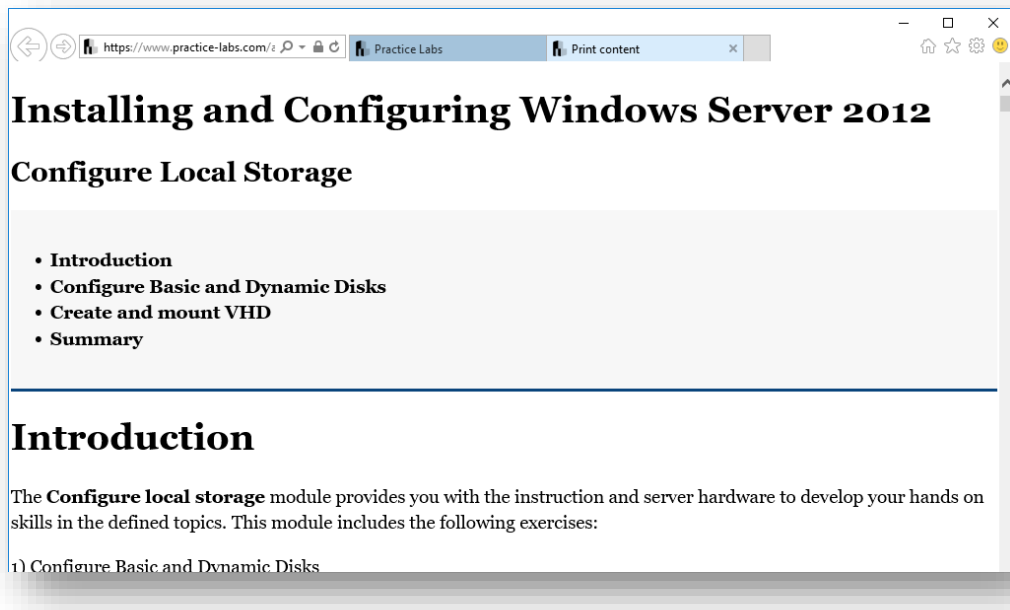 https://www.practice-labs.com/a
Practice Labs
Print content
Installing and Configuring Windows Server 2012
Configure Local Storage
• Introduction
• Configure Basic and Dynamic Disks
• Create and mount VHD
• Summary
Introduction
The Configure local storage module provides you with the instruction and server hardware to develop your hands on
skills in the defined topics. This module includes the following exercises:
1) Configure Basic and Dynamic Disks